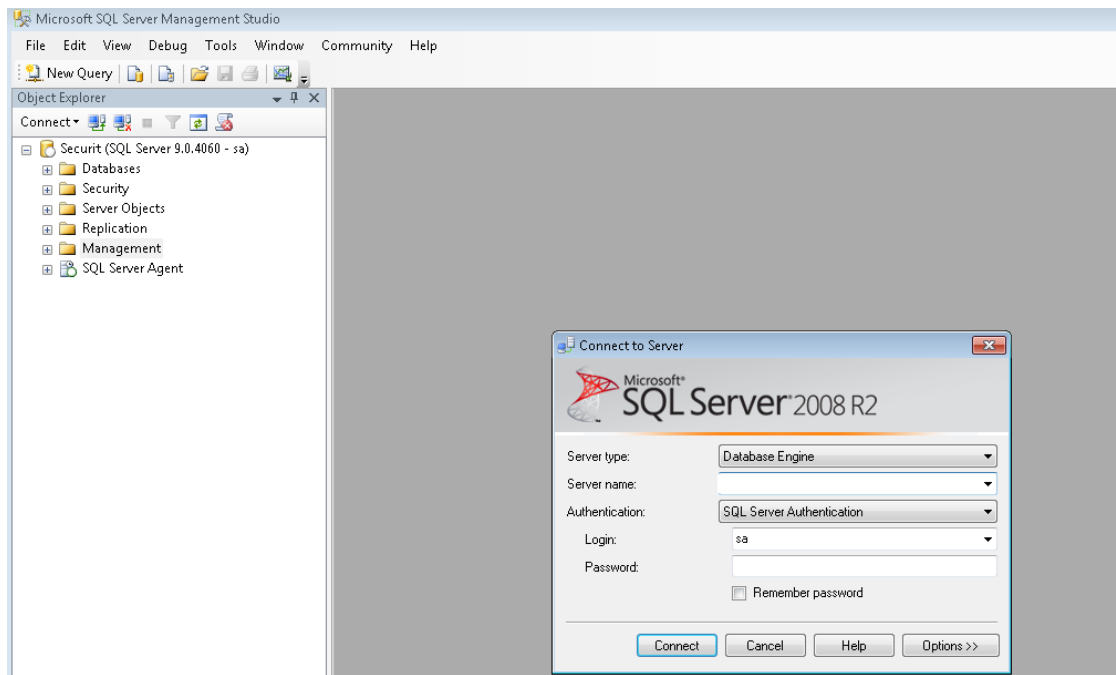 Microsoft SQL Server Management Studio
File Edit View Debug Tools Window Community Help
New Query
Object Explorer
Connect
Securit (SQL Server 9.0.4060 - sa)
Databases
Security
Server Objects
Replication
Management
SQL Server Agent
Connect to Server
Microsoft®
SQL Server® 2008 R2
Server type: Database Engine
Server name:
Authentication: SQL Server Authentication
Login: sa
Password:
Remember password
Connect Cancel Help Options >>